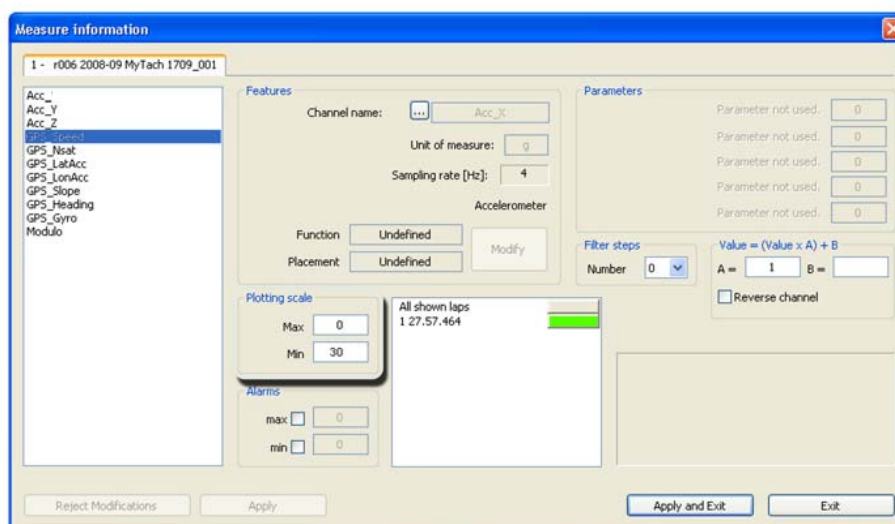 Measure information
1 - r006 2008-09 MyTach 1709_001
Acc_
Acc_Y
Acc_Z
GPS_Speed
GPS_Nsat
GPS_LatAcc
GPS_LonAcc
GPS_Slope
GPS_Heading
GPS_Gyro
Modulo
Features
Channel name: ... Acc_X
Unit of measure: g
Sampling rate [Hz]: 4
Accelerometer
Function Undefined
Placement Undefined
Modify
Parameters
Parameter not used. 0
Parameter not used. 0
Parameter not used. 0
Parameter not used. 0
Parameter not used. 0
Filter steps
Number 0
Value = (Value x A) + B
A = 1 B =
Reverse channel
Plotting scale
Max 0
Min 30
All shown laps
1 27.57.464
Alarms
max 0
min 0
Reject Modifications
Apply
Apply and Exit
Exit